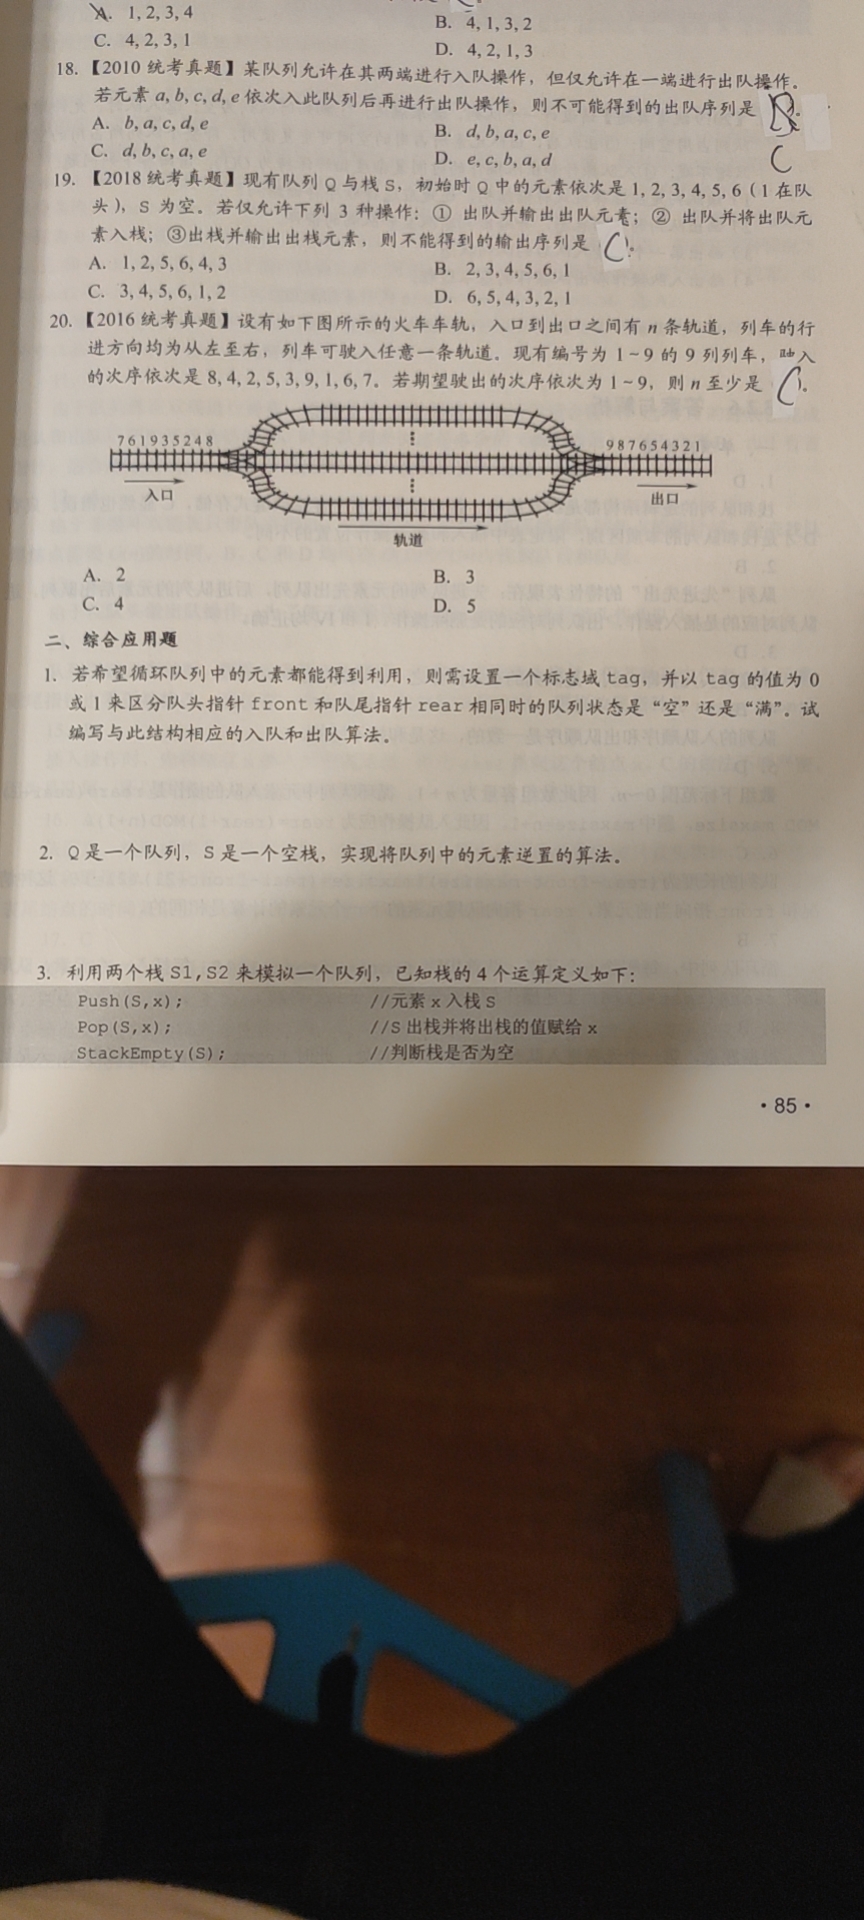 A. 1, 2, 3, 4
B. 4, 1, 3, 2
C. 4, 2, 3, 1
D. 4, 2, 1, 3
18. 【2010 统考真题】某队列允许在其两端进行入队操作，但仅允许在一端进行出队操作。
若元素 a, b, c, d, e 依次入此队列后再进行出队操作，则不可能得到的出队序列是 B。
C
A. b, a, c, d, e
B. d, b, a, c, e
C. d, b, c, a, e
D. e, c, b, a, d
19. 【2018 统考真题】现有队列 Q 与栈 S，初始时 Q 中的元素依次是 1, 2, 3, 4, 5, 6（1 在队
头），S 为空。若仅允许下列 3 种操作：① 出队并输出出队元素；② 出队并将出队元
素入栈；③出栈并输出出栈元素，则不能得到的输出序列是（C）。
A. 1, 2, 5, 6, 4, 3
B. 2, 3, 4, 5, 6, 1
C. 3, 4, 5, 6, 1, 2
D. 6, 5, 4, 3, 2, 1
20. 【2016 统考真题】设有如下图所示的火车车轨，入口到出口之间有 n 条轨道，列车的行
进方向均为从左至右，列车可驶入任意一条轨道。现有编号为 1~9 的 9 列列车，驶入
的次序依次是 8, 4, 2, 5, 3, 9, 1, 6, 7。若期望驶出的次序依次为 1~9，则 n 至少是（C）。
7 6 1 9 3 5 2 4 8
9 8 7 6 5 4 3 2 1
入口
出口
轨道
A. 2
B. 3
C. 4
D. 5
二、综合应用题
1. 若希望循环队列中的元素都能得到利用，则需设置一个标志域 tag，并以 tag 的值为 0
或 1 来区分队头指针 front 和队尾指针 rear 相同时的队列状态是“空”还是“满”。试
编写与此结构相应的入队和出队算法。
2. Q 是一个队列，S 是一个空栈，实现将队列中的元素逆置的算法。
3. 利用两个栈 S1,S2 来模拟一个队列，已知栈的 4 个运算定义如下：
Push(S,x); //元素 x 入栈 S
Pop(S,x); //S 出栈并将出栈的值赋给 x
StackEmpty(S); //判断栈是否为空
·85·